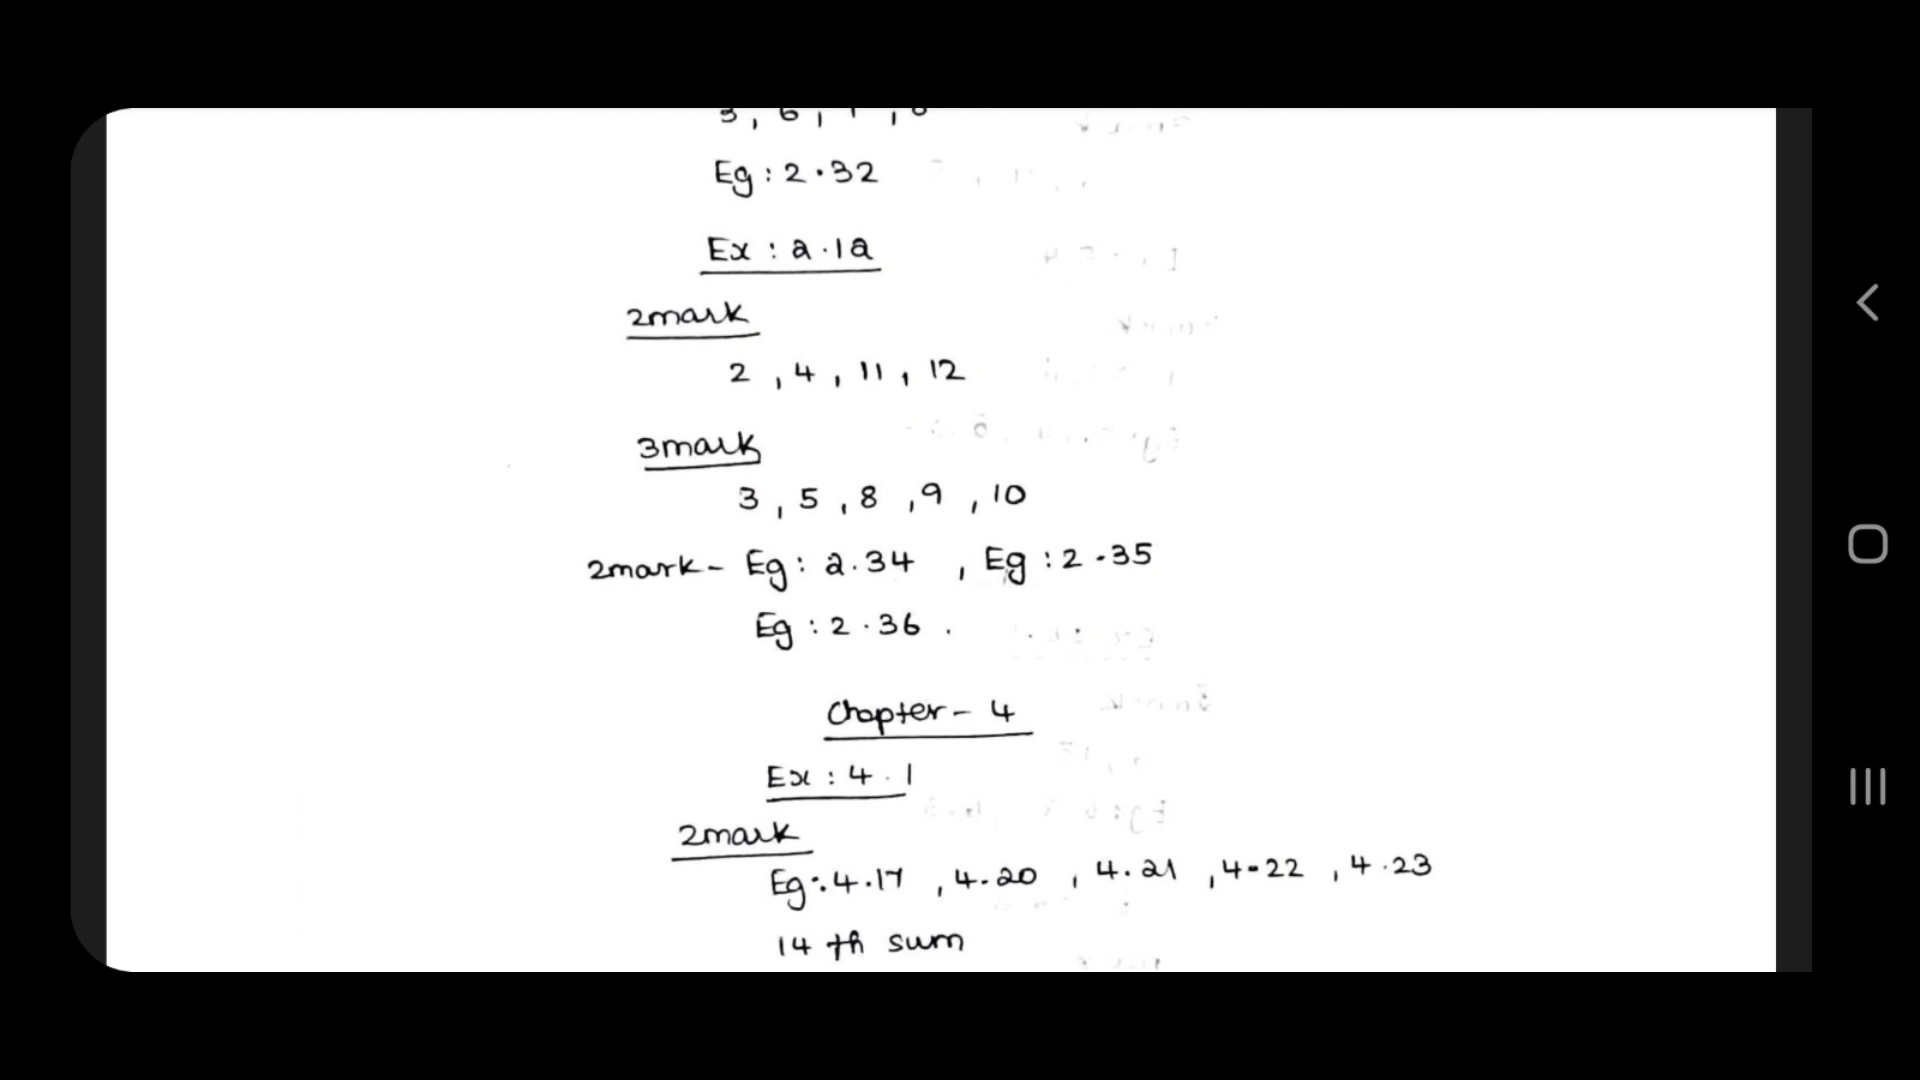 Eg : 2.32
Ex : 2.12
2mark
2 , 4 , 11 , 12
3mark
3 , 5 , 8 , 9 , 10
2mark - Eg : 2.34 , Eg : 2.35
Eg : 2.36 .
Chapter - 4
Ex : 4.1
2mark
Eg : 4.17 , 4.20 , 4.21 , 4.22 , 4.23
14 th sum